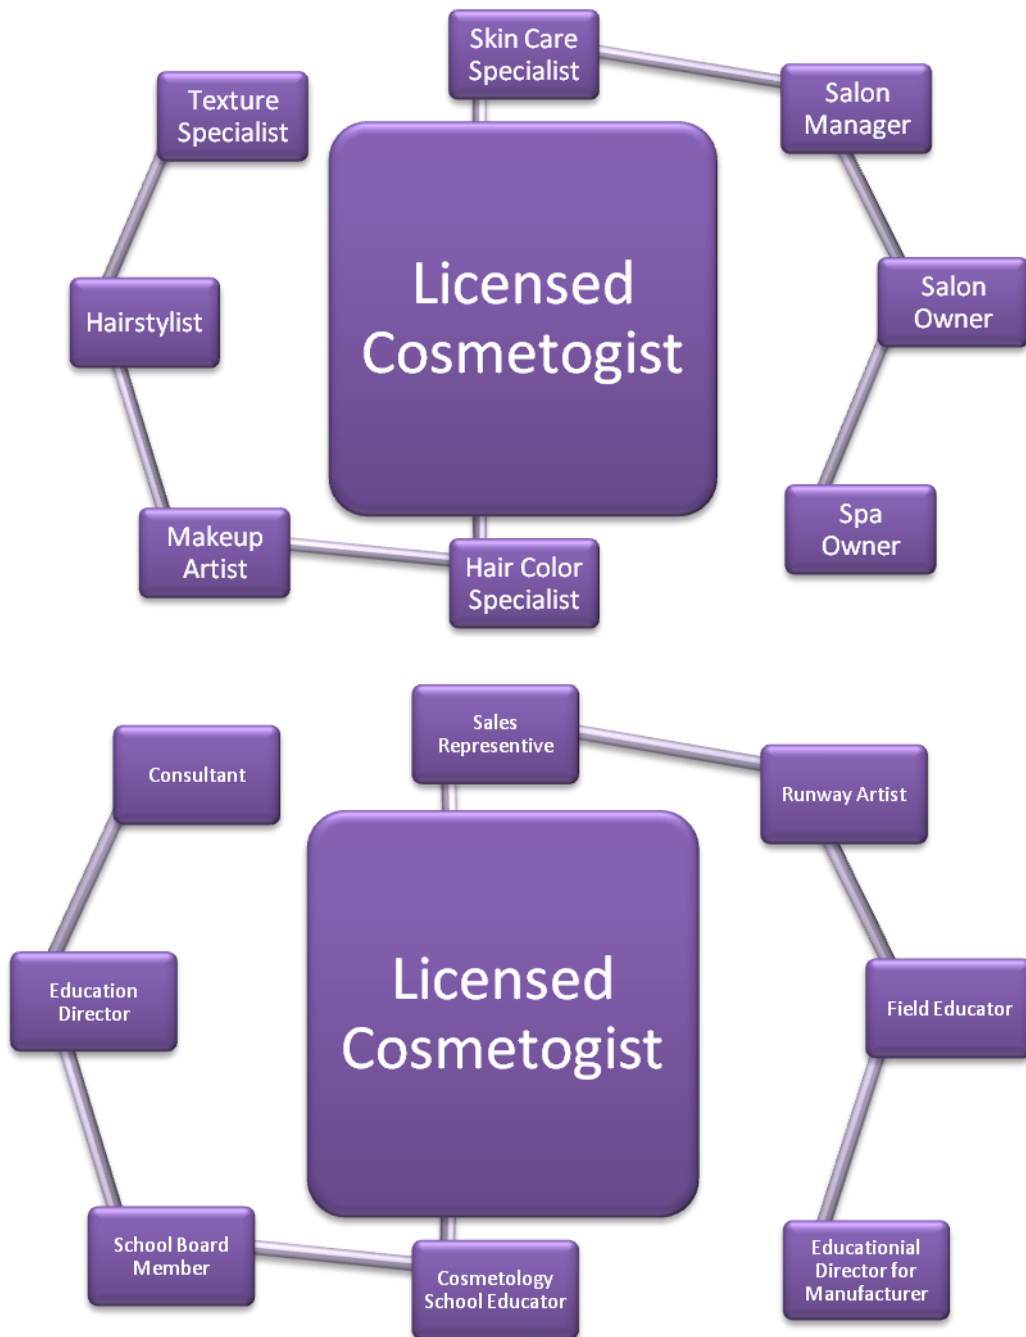 Skin Care
Specialist
Salon
Manager
Salon
Owner
Spa
Owner
Hair Color
Specialist
Makeup
Artist
Hairstylist
Texture
Specialist
Licensed
Cosmetogist
Sales
Representive
Runway Artist
Field Educator
Educationial
Director for
Manufacturer
Cosmetology
School Educator
School Board
Member
Education
Director
Consultant
Licensed
Cosmetogist